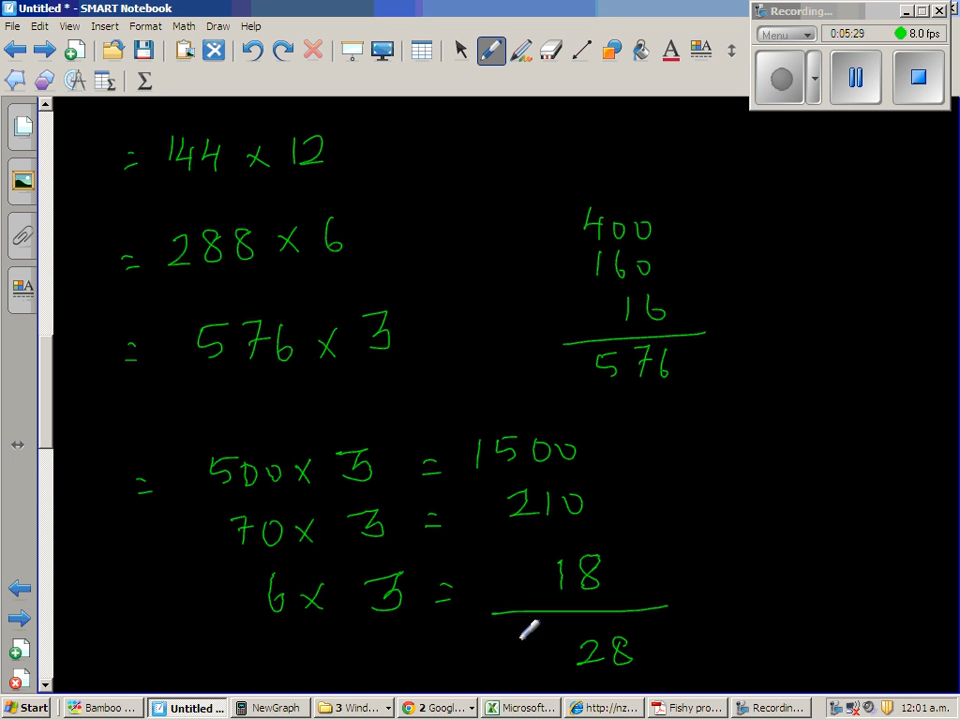 Untitled * - SMART Notebook
Recording...
File Edit View Insert Format Math Draw Help
Menu 0:05:29 8.0 fps
= 144 × 12
= 288 × 6
400
160
16
= 576 × 3
576
= 500 × 3 = 1500
70 × 3 = 210
6 × 3 = 18
28
Start Bamboo ... Untitled * ... NewGraph 3 Wind... 2 Googl... Microsoft... http://nz... Fishy pro... Recording... 12:01 a.m.